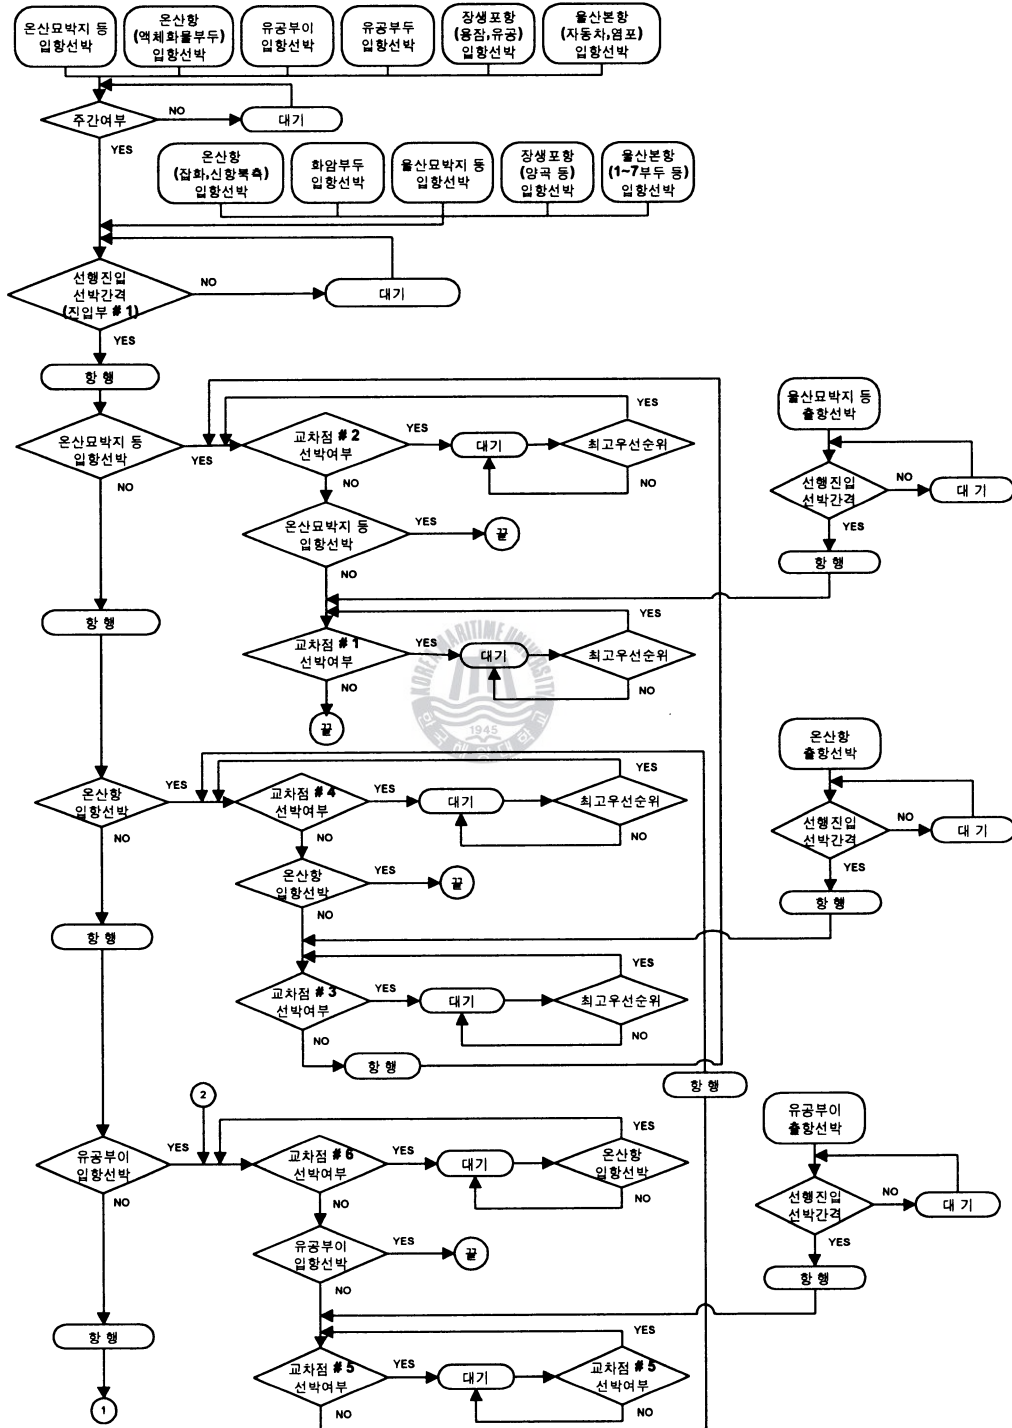 온산묘박지 등
입항선박
온산항
(액체화물부두)
입항선박
유공부이
입항선박
유공부두
입항선박
장생포항
(용잠,유공)
입항선박
울산본항
(자동차,염포)
입항선박
주간여부
NO
대기
YES
온산항
(잡화,신항북측)
입항선박
화암부두
입항선박
울산묘박지 등
입항선박
장생포항
(양곡 등)
입항선박
울산본항
(1~7부두 등)
입항선박
선행진입
선박간격
(진입부 # 1)
NO
대기
YES
항 행
온산묘박지 등
입항선박
YES
NO
교차점 # 2
선박여부
YES
대기
최고우선순위
YES
NO
NO
온산묘박지 등
입항선박
YES
끝
NO
울산묘박지 등
출항선박
선행진입
선박간격
NO
대 기
YES
항 행
항 행
교차점 # 1
선박여부
YES
대기
최고우선순위
YES
NO
NO
끝
KOREA MARITIME UNIVERSITY
1945
한국해양대학교
온산항
입항선박
YES
NO
교차점 # 4
선박여부
YES
대기
최고우선순위
YES
NO
NO
온산항
입항선박
YES
끝
NO
온산항
출항선박
선행진입
선박간격
NO
대 기
YES
항 행
항 행
교차점 # 3
선박여부
YES
대기
최고우선순위
YES
NO
NO
항 행
항 행
2
유공부이
입항선박
YES
NO
교차점 # 6
선박여부
YES
대기
온산항
입항선박
YES
NO
NO
유공부이
입항선박
YES
끝
NO
유공부이
출항선박
선행진입
선박간격
NO
대 기
YES
항 행
항 행
1
교차점 # 5
선박여부
YES
대기
교차점 # 5
선박여부
YES
NO
NO